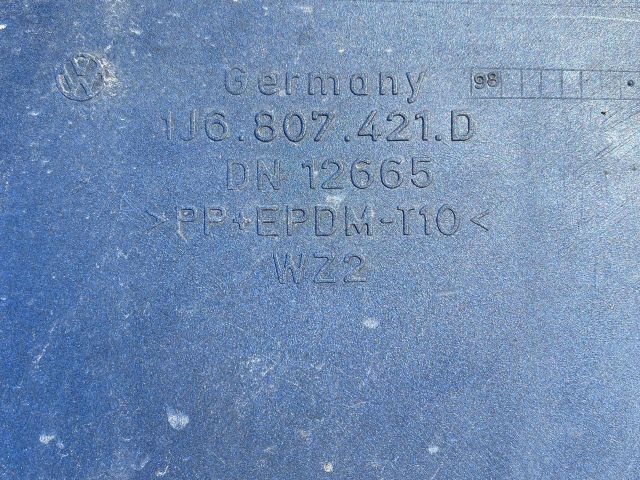 Germany 98
1J6.807.421.D
DN 12665
>PP+EPDM-T10<
WZ2